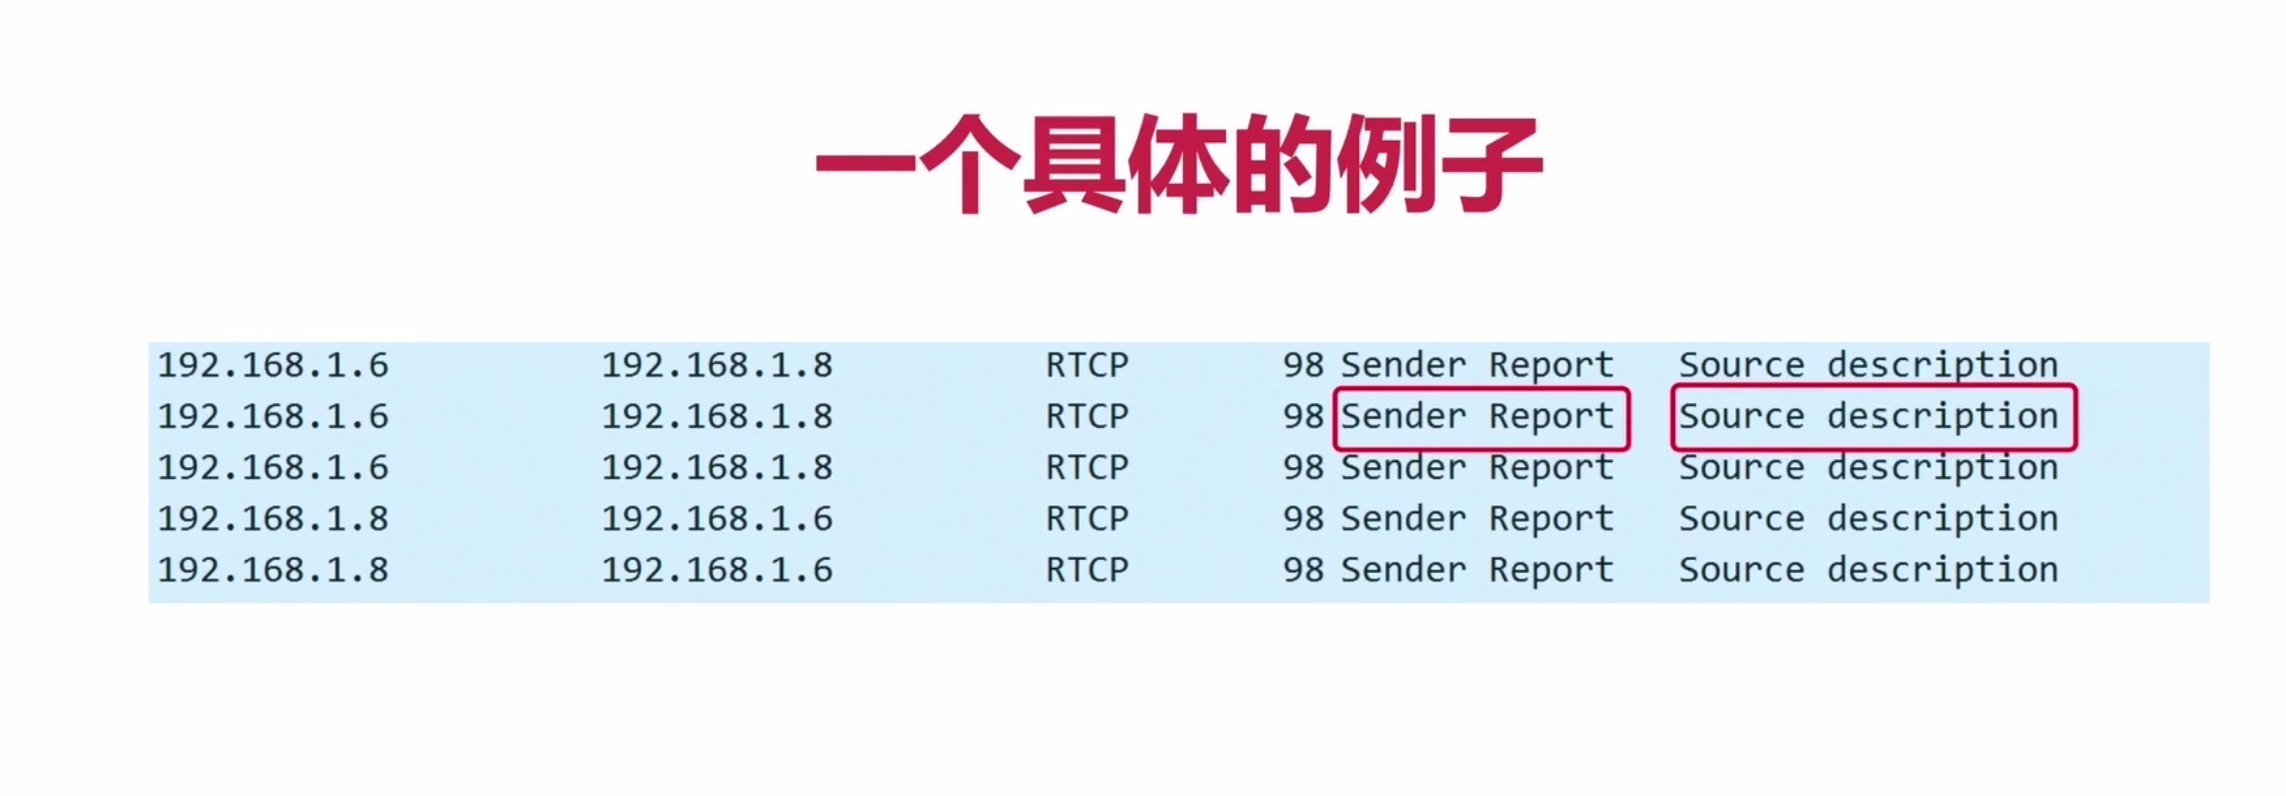 一个具体的例子
192.168.1.6 192.168.1.8 RTCP 98 Sender Report Source description
192.168.1.6 192.168.1.8 RTCP 98 Sender Report Source description
192.168.1.6 192.168.1.8 RTCP 98 Sender Report Source description
192.168.1.8 192.168.1.6 RTCP 98 Sender Report Source description
192.168.1.8 192.168.1.6 RTCP 98 Sender Report Source description